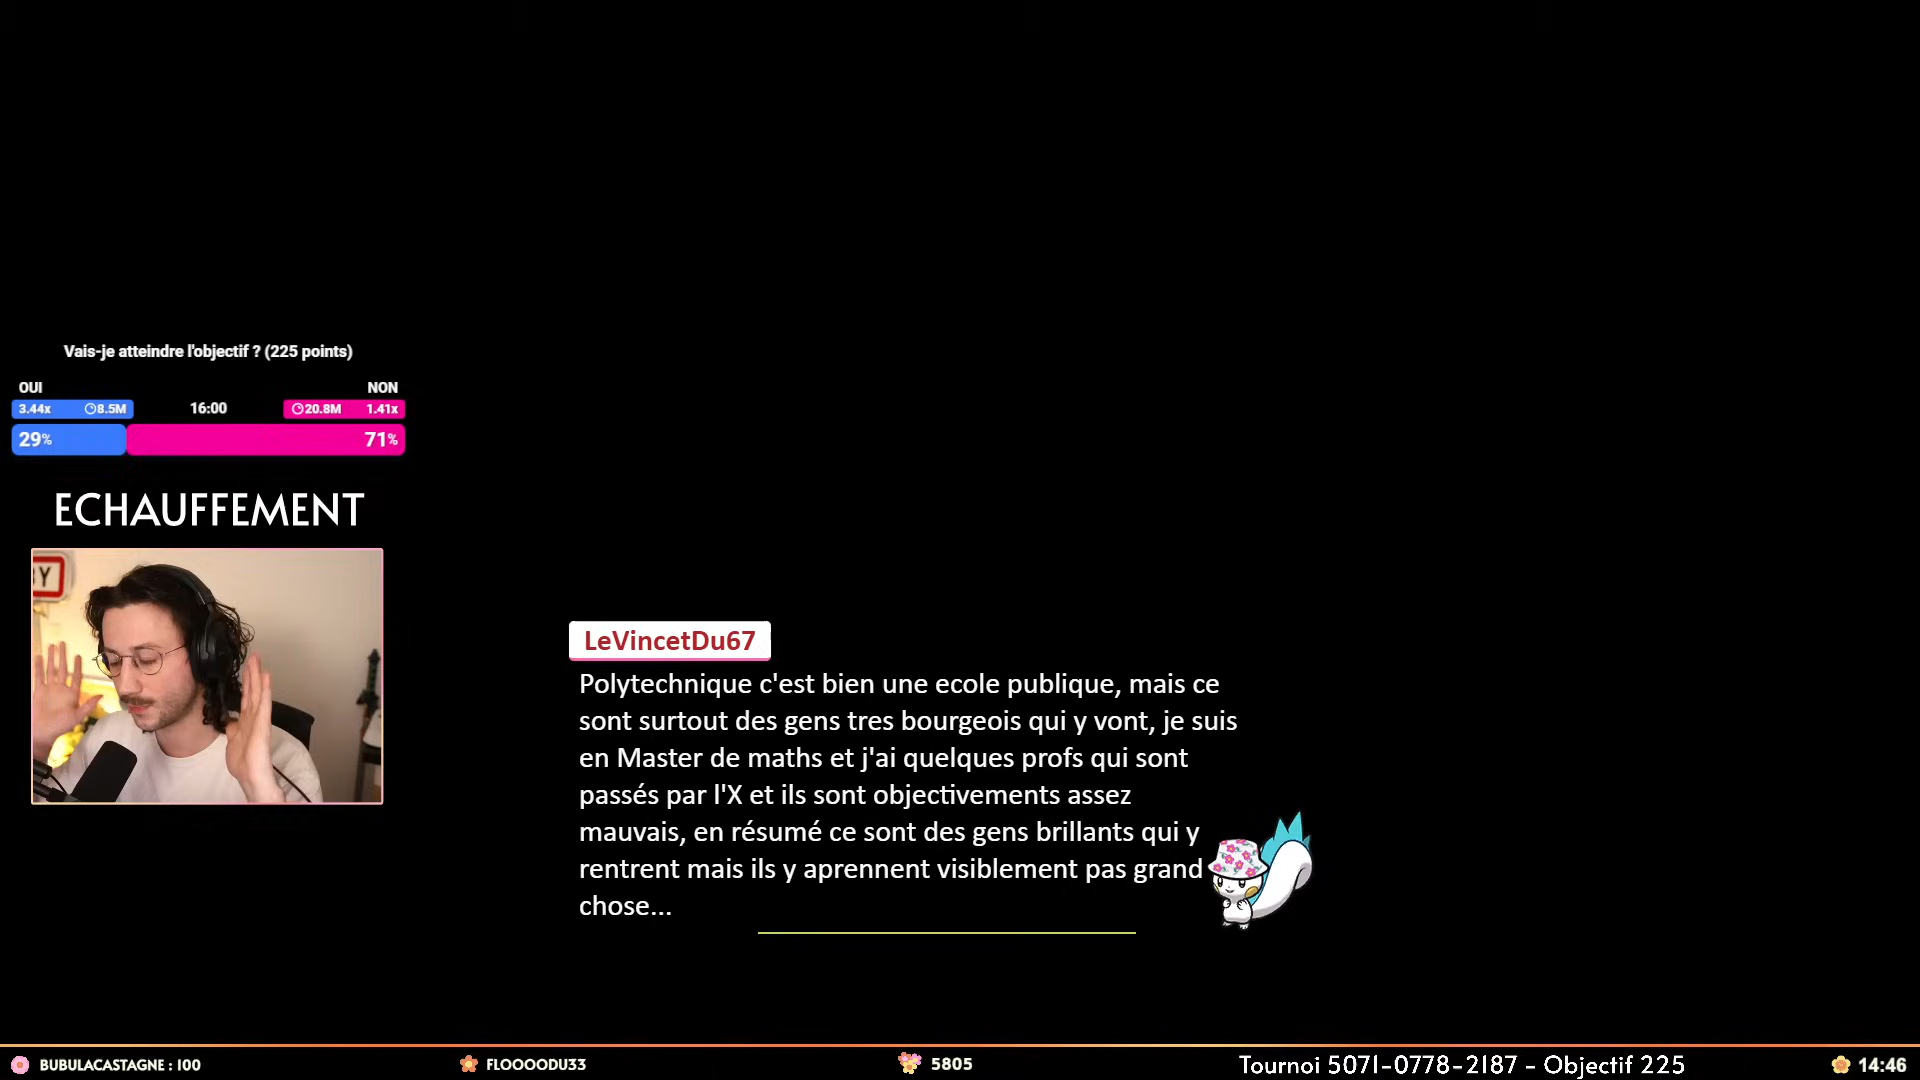 Vais-je atteindre l'objectif ? (225 points)
OUI NON
3.44x 8.5M 16:00 20.8M 1.41x
29% 71%
ECHAUFFEMENT
Y
LeVincetDu67
Polytechnique c'est bien une ecole publique, mais ce
sont surtout des gens tres bourgeois qui y vont, je suis
en Master de maths et j'ai quelques profs qui sont
passés par l'X et ils sont objectivements assez
mauvais, en résumé ce sont des gens brillants qui y
rentrent mais ils y aprennent visiblement pas grand
chose...
BUBULACASTAGNE : 100 FLOOOODU33 5805 Tournoi 5071-0778-2187 - Objectif 225 14:46